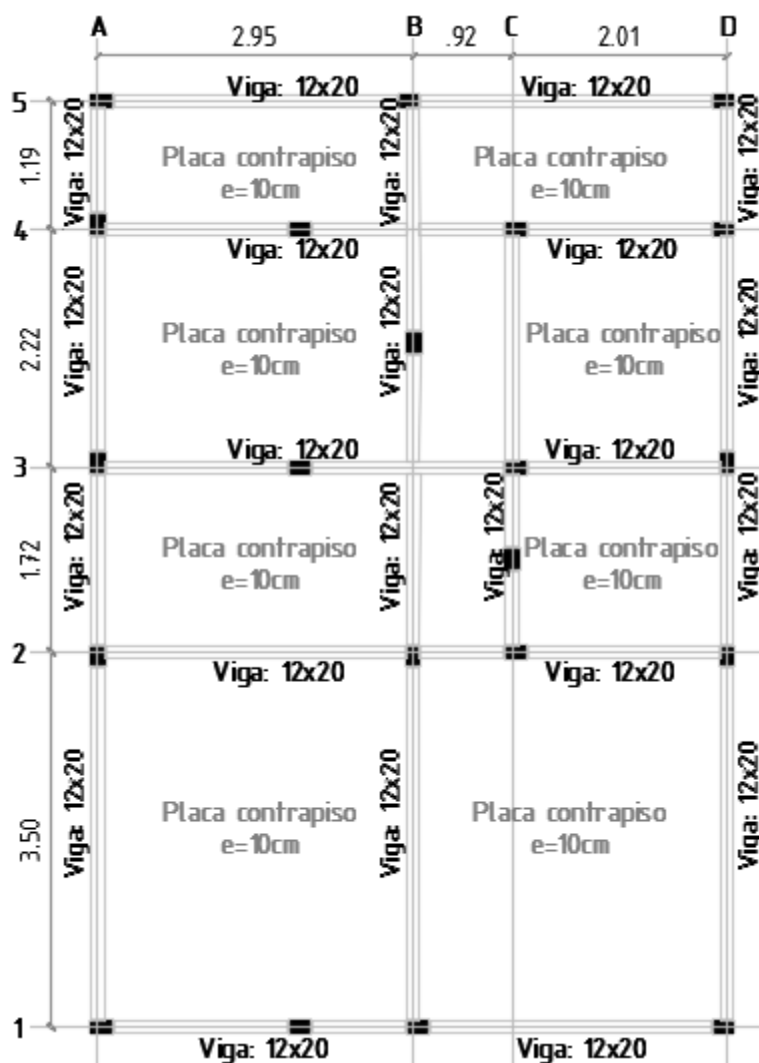 A B C D
2.95 .92 2.01
Viga: 12x20 Viga: 12x20
5
Viga: 12x20 Viga: 12x20 Viga: 12x20
1.19
Placa contrapiso Placa contrapiso
e=10cm e=10cm
4
Viga: 12x20 Viga: 12x20
Viga: 12x20 Viga: 12x20 Viga: 12x20
2.22
Placa contrapiso Placa contrapiso
e=10cm e=10cm
Viga: 12x20 Viga: 12x20
3
Viga: 12x20 Viga: 12x20 Viga: 12x20 Viga: 12x20
1.72
Placa contrapiso Placa contrapiso
e=10cm e=10cm
2
Viga: 12x20 Viga: 12x20
Viga: 12x20 Viga: 12x20 Viga: 12x20
3.50
Placa contrapiso Placa contrapiso
e=10cm e=10cm
1
Viga: 12x20 Viga: 12x20